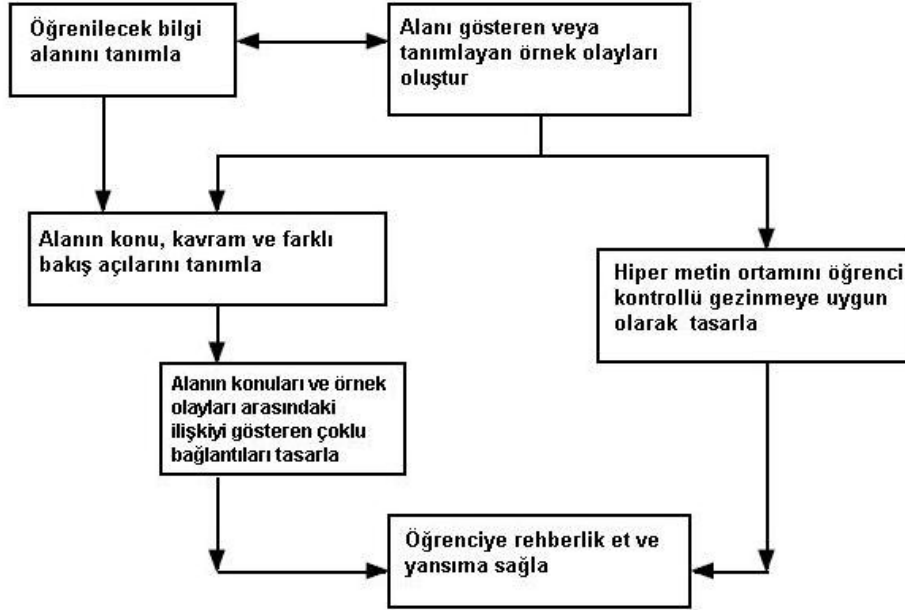 Öğrenilecek bilgi
alanını tanımla
Alanı gösteren veya
tanımlayan örnek olayları
oluştur
Alanın konu, kavram ve farklı
bakış açılarını tanımla
Hiper metin ortamını öğrenci
kontrollü gezinmeye uygun
olarak tasarla
Alanın konuları ve örnek
olayları arasındaki
ilişkiyi gösteren çoklu
bağlantıları tasarla
Öğrenciye rehberlik et ve
yansıma sağla